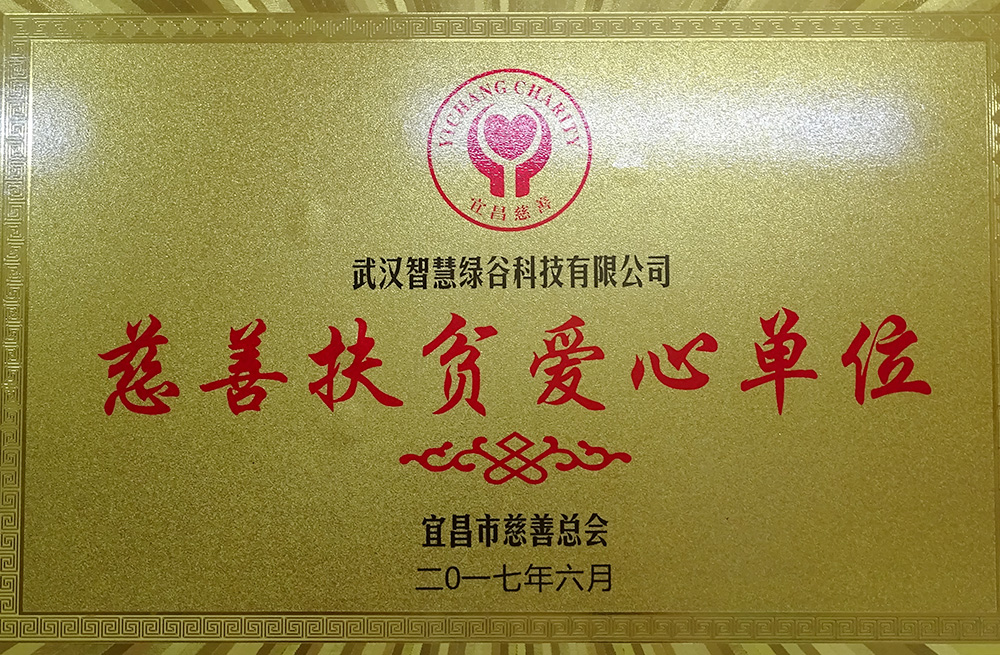 YICHANG CHARITY
宜昌慈善
武汉智慧绿谷科技有限公司
慈善扶贫爱心单位
宜昌市慈善总会
二0一七年六月